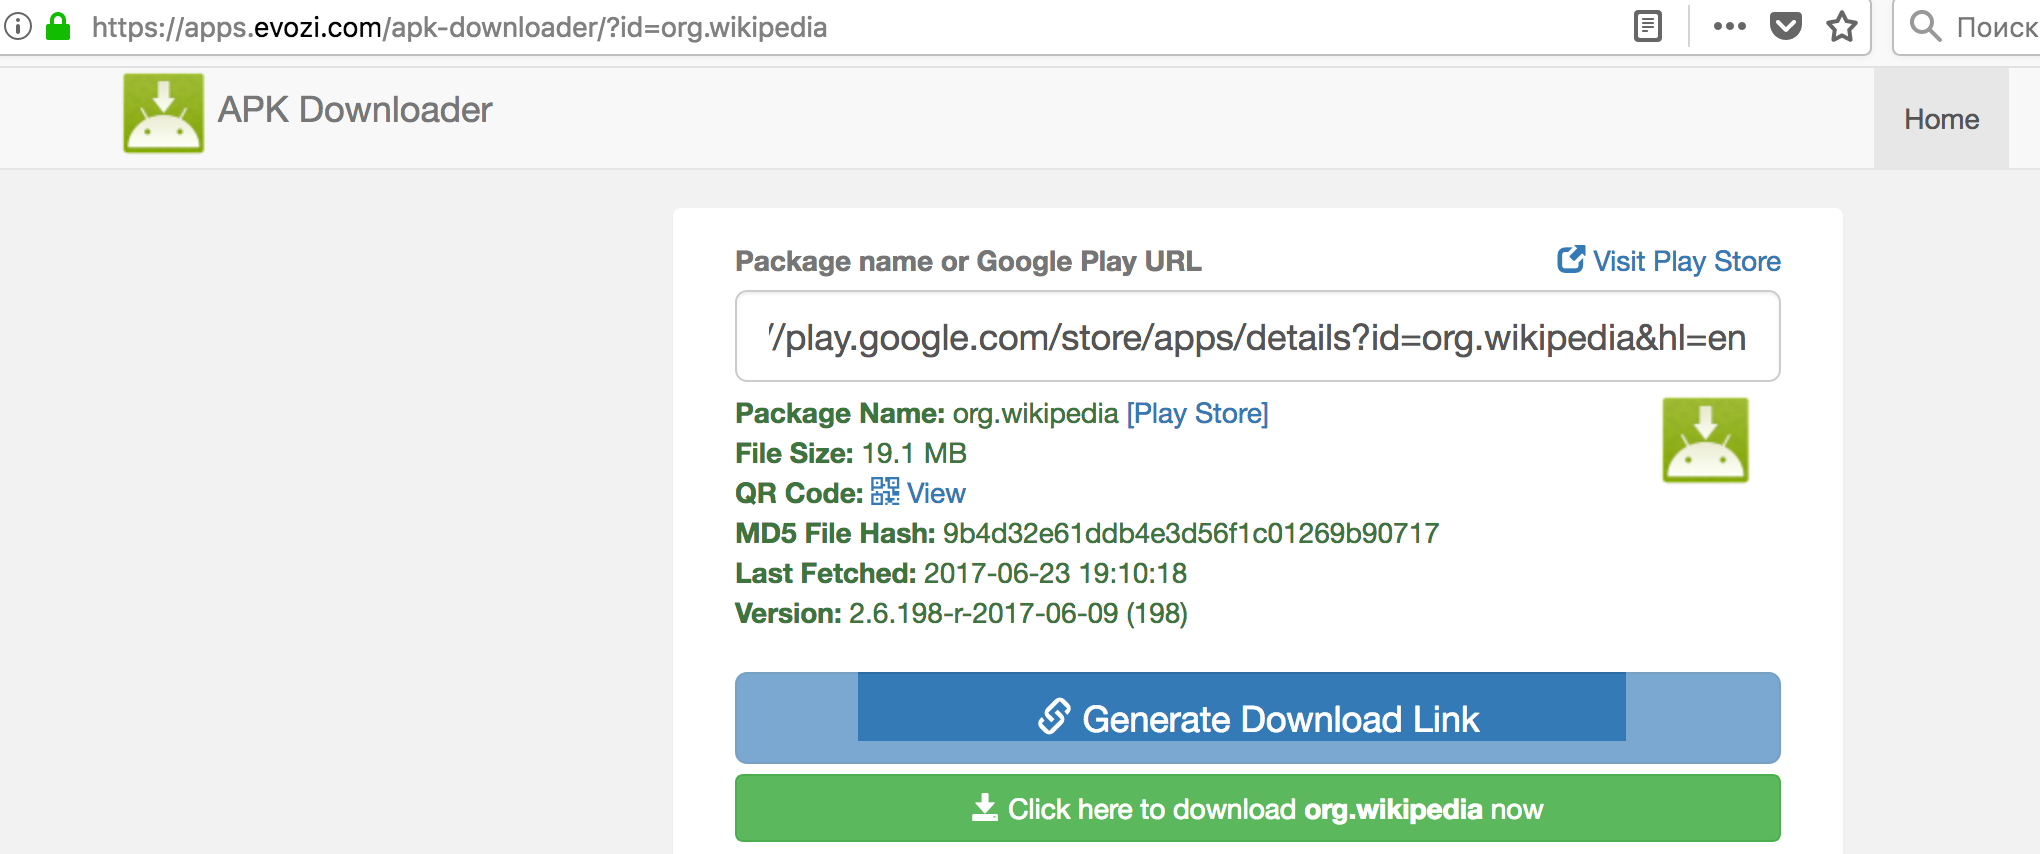 https://apps.evozi.com/apk-downloader/?id=org.wikipedia
Поиск
APK Downloader
Home
Package name or Google Play URL
Visit Play Store
//play.google.com/store/apps/details?id=org.wikipedia&hl=en
Package Name: org.wikipedia [Play Store]
File Size: 19.1 MB
QR Code: View
MD5 File Hash: 9b4d32e61ddb4e3d56f1c01269b90717
Last Fetched: 2017-06-23 19:10:18
Version: 2.6.198-r-2017-06-09 (198)
Generate Download Link
Click here to download org.wikipedia now